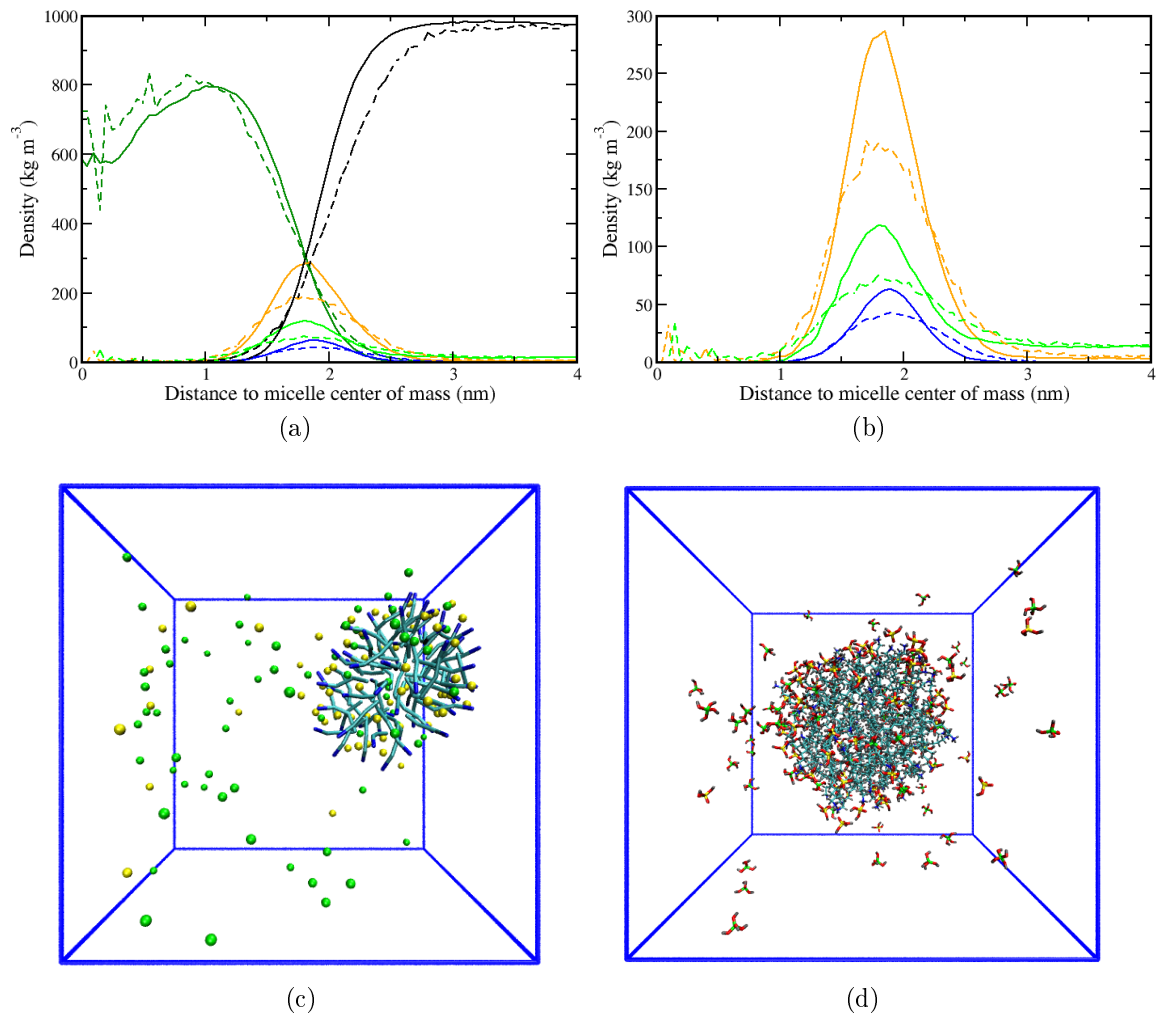 1000
800
600
400
200
0
Density (kg m-3)
0 1 2 3 4
Distance to micelle center of mass (nm)
(a)
300
250
200
150
100
50
0
Density (kg m-3)
0 1 2 3 4
Distance to micelle center of mass (nm)
(b)
(c)
(d)